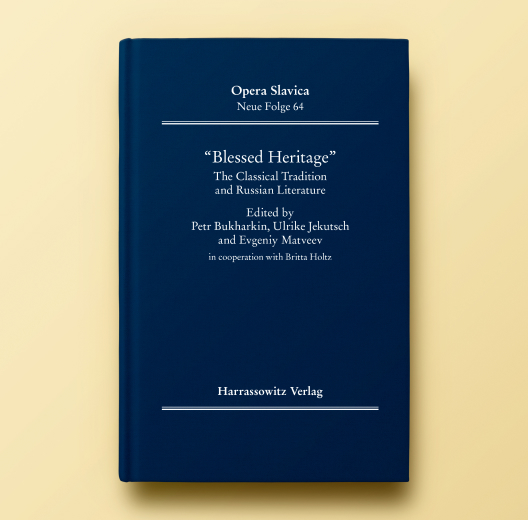 Opera Slavica
Neue Folge 64
“Blessed Heritage”
The Classical Tradition
and Russian Literature
Edited by
Petr Bukharkin, Ulrike Jekutsch
and Evgeniy Matveev
in cooperation with Britta Holtz
Harrassowitz Verlag